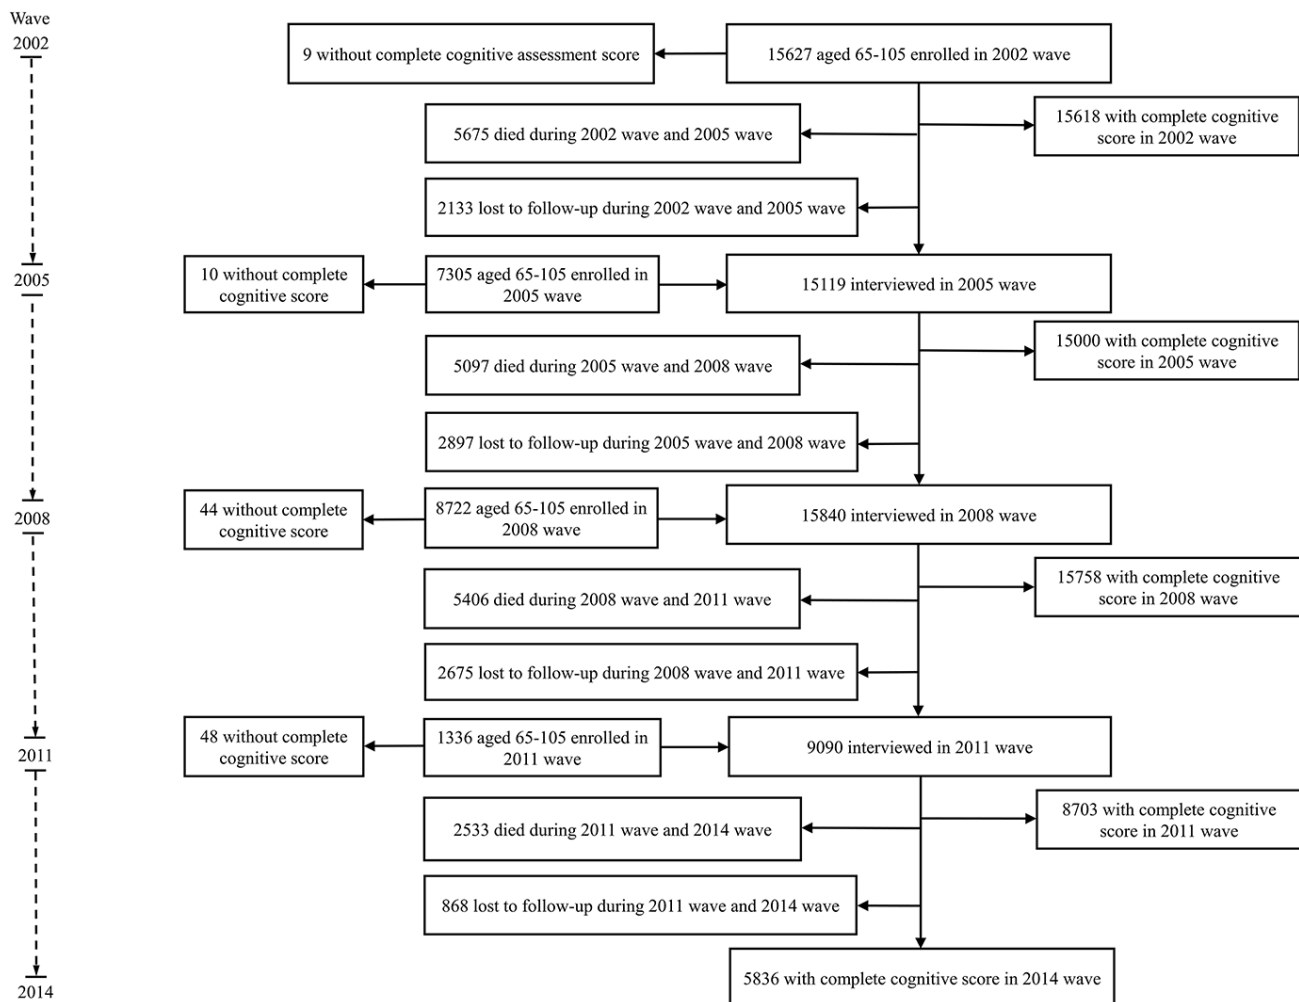 Wave
2002
9 without complete cognitive assessment score
15627 aged 65-105 enrolled in 2002 wave
15618 with complete cognitive
score in 2002 wave
5675 died during 2002 wave and 2005 wave
2133 lost to follow-up during 2002 wave and 2005 wave
2005
10 without complete
cognitive score
7305 aged 65-105 enrolled in
2005 wave
15119 interviewed in 2005 wave
15000 with complete cognitive
score in 2005 wave
5097 died during 2005 wave and 2008 wave
2897 lost to follow-up during 2005 wave and 2008 wave
2008
44 without complete
cognitive score
8722 aged 65-105 enrolled in
2008 wave
15840 interviewed in 2008 wave
15758 with complete cognitive
score in 2008 wave
5406 died during 2008 wave and 2011 wave
2675 lost to follow-up during 2008 wave and 2011 wave
2011
48 without complete
cognitive score
1336 aged 65-105 enrolled in
2011 wave
9090 interviewed in 2011 wave
8703 with complete cognitive
score in 2011 wave
2533 died during 2011 wave and 2014 wave
868 lost to follow-up during 2011 wave and 2014 wave
5836 with complete cognitive score in 2014 wave
2014